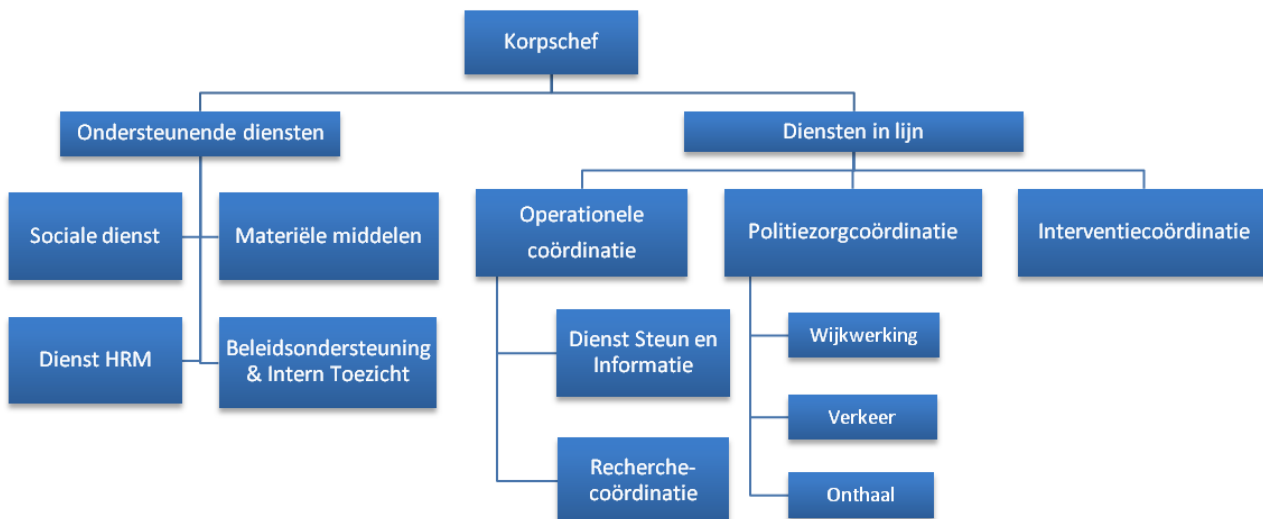 Korpschef
Ondersteunende diensten
Diensten in lijn
Sociale dienst
Materiële middelen
Operationele
coördinatie
Politiezorgcoördinatie
Interventiecoördinatie
Dienst HRM
Beleidsondersteuning
& Intern Toezicht
Dienst Steun en
Informatie
Wijkwerking
Verkeer
Recherche-
coördinatie
Onthaal